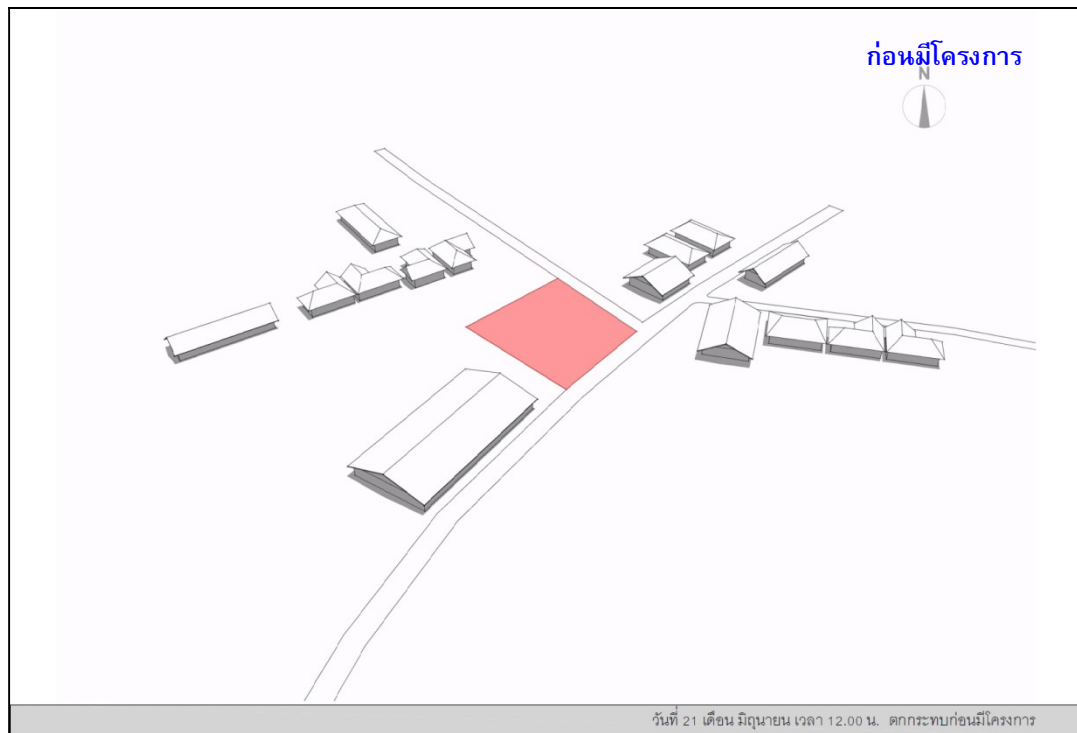 ก่อนมีโครงการ
N
วันที่ 21 เดือน มิถุนายน เวลา 12.00 น. ตกกระทบก่อนมีโครงการ